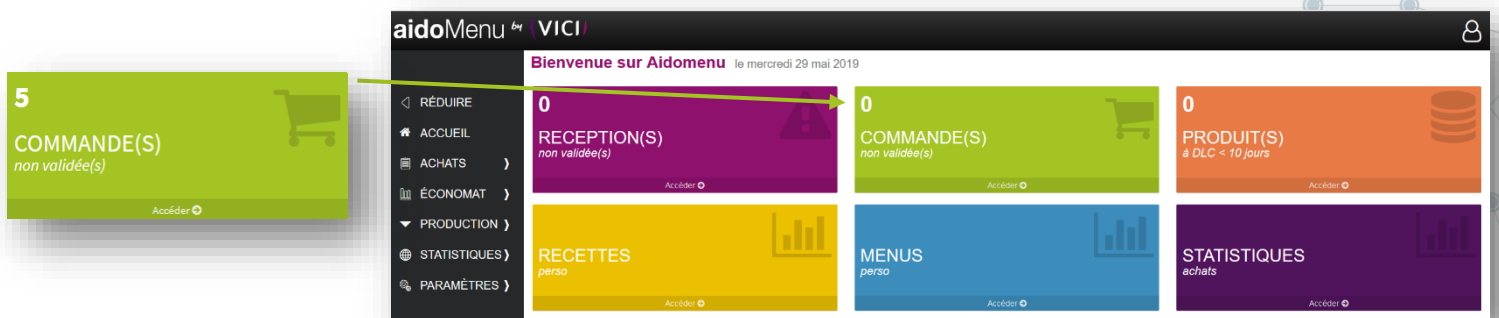 5
COMMANDE(S)
non validée(s)
Accéder
aidoMenu by (VICI)
Bienvenue sur Aidomenu le mercredi 29 mai 2019
RÉDUIRE
ACCUEIL
ACHATS
ÉCONOMAT
PRODUCTION
STATISTIQUES
PARAMÈTRES
0
RECEPTION(S)
non validée(s)
Accéder
0
COMMANDE(S)
non validée(s)
Accéder
0
PRODUIT(S)
à DLC < 10 jours
Accéder
RECETTES
perso
Accéder
MENUS
perso
Accéder
STATISTIQUES
achats
Accéder